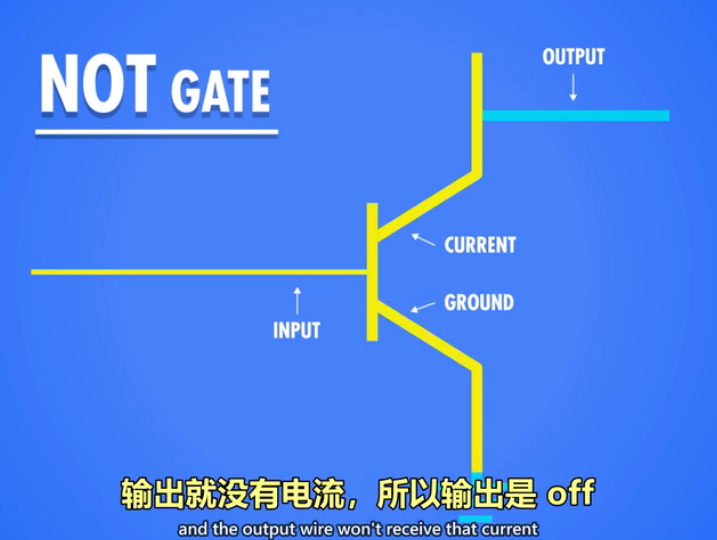 NOT GATE
OUTPUT
CURRENT
GROUND
INPUT
输出就没有电流，所以输出是 off
and the output wire won't receive that current